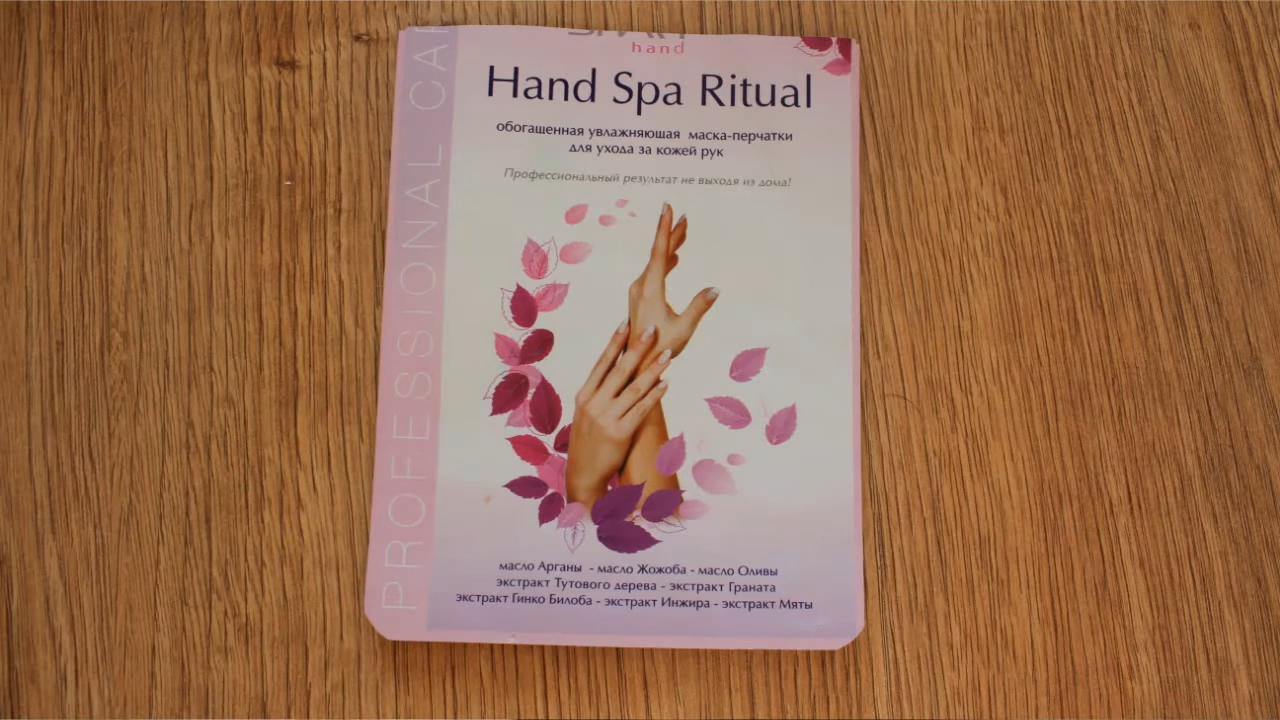 hand
Hand Spa Ritual
обогащенная увлажняющая маска-перчатки
для ухода за кожей рук
Профессиональный результат не выходя из дома!
масло Арганы - масло Жожоба - масло Оливы
экстракт Тутового дерева - экстракт Граната
экстракт Гинко Билоба - экстракт Инжира - экстракт Мяты
PROFESSIONAL CAR